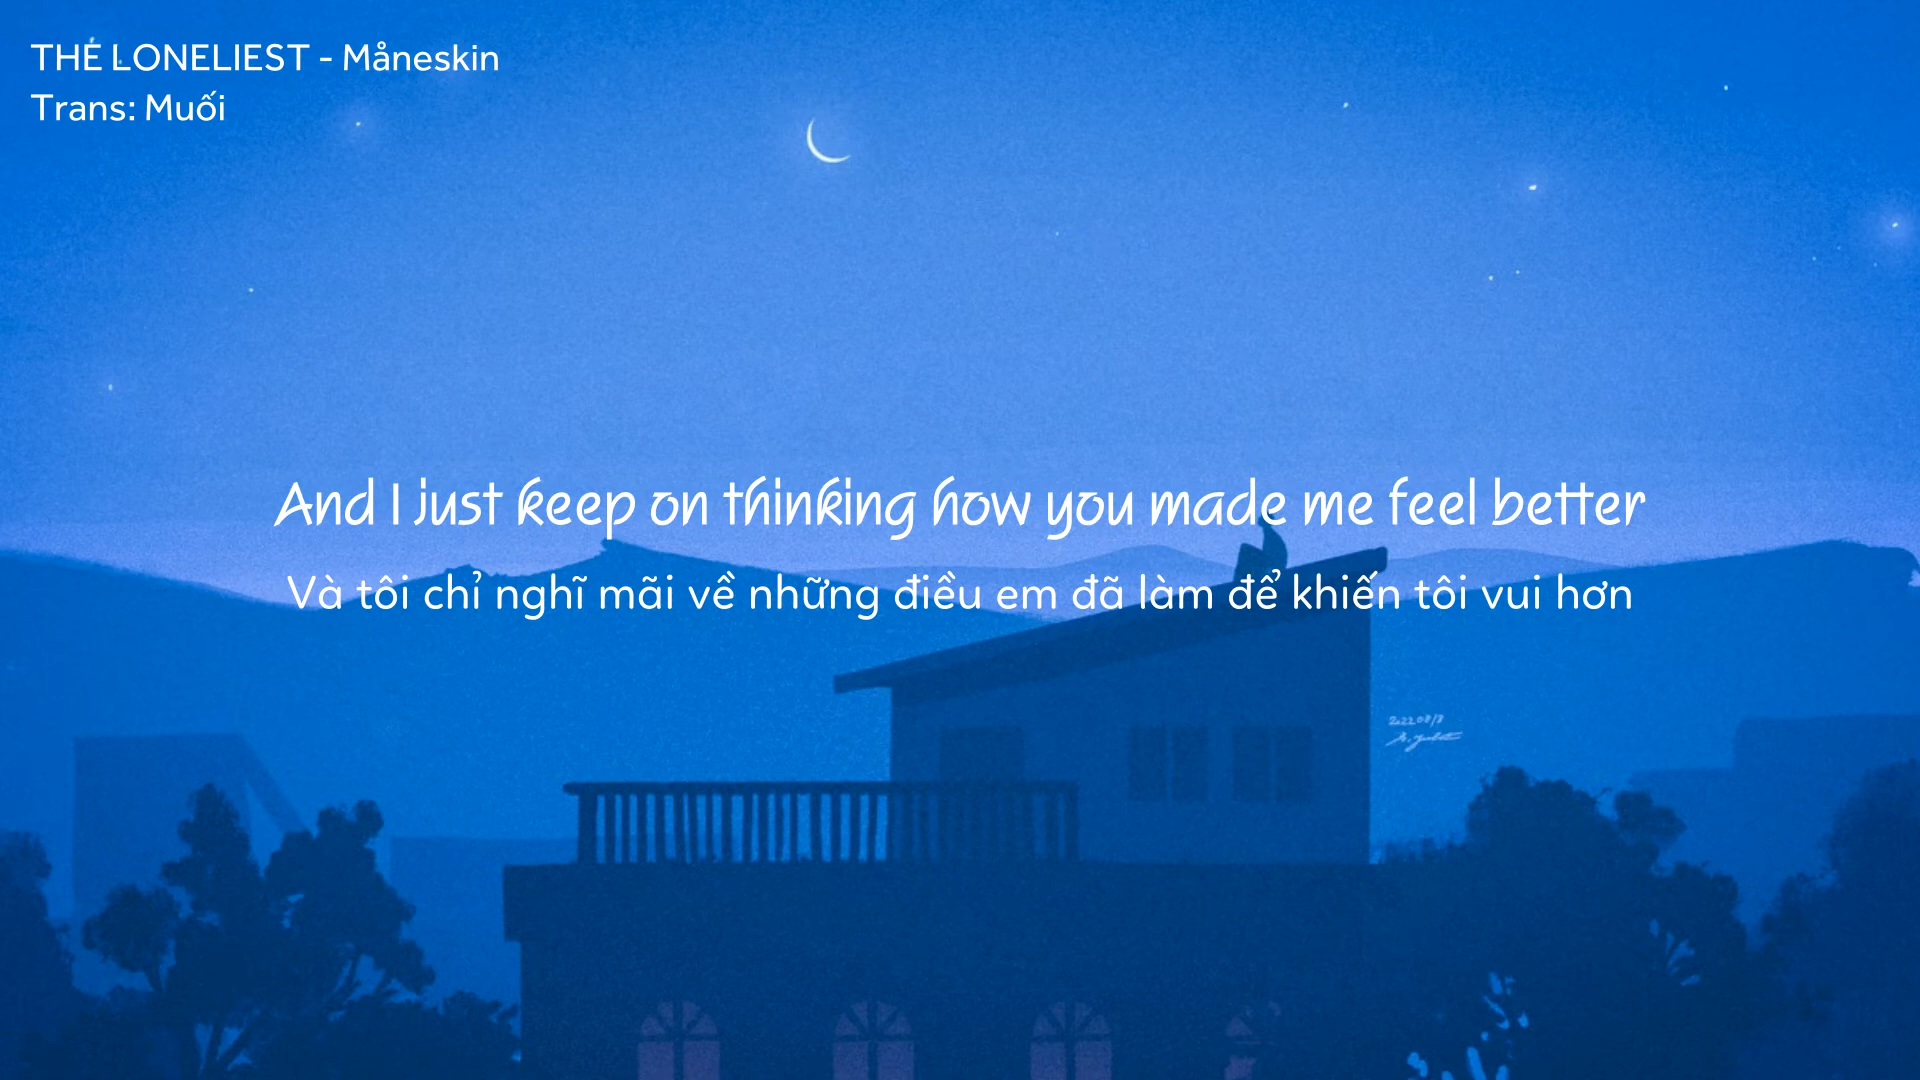 THE LONELIEST - Måneskin
Trans: Muối
And I just keep on thinking how you made me feel better
Và tôi chỉ nghĩ mãi về những điều em đã làm để khiến tôi vui hơn